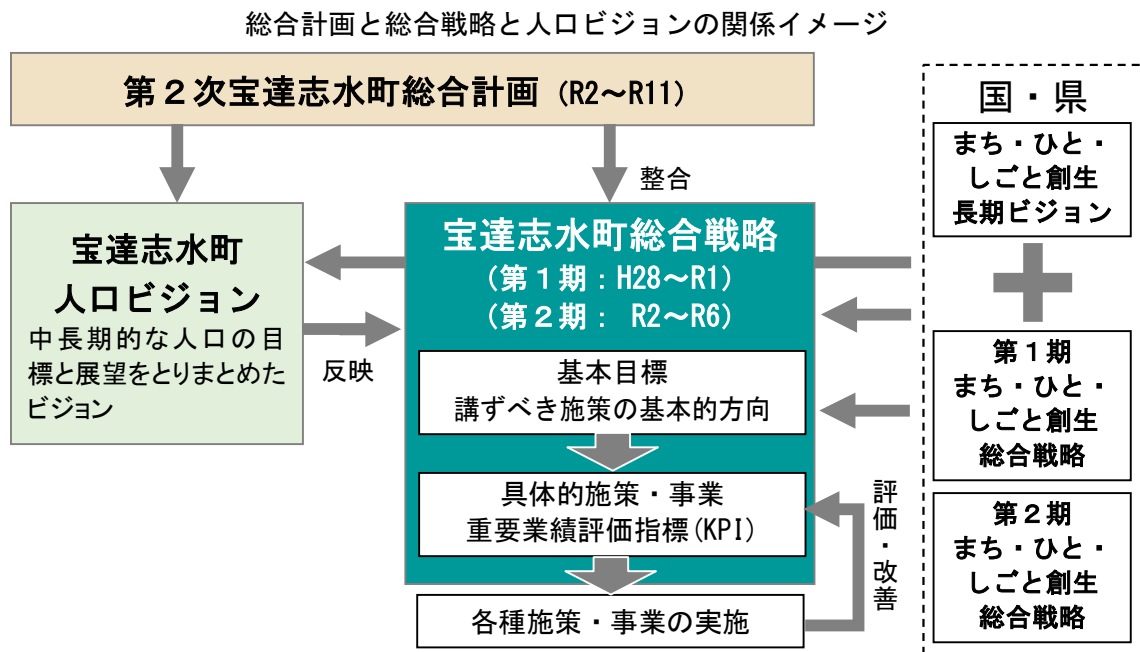 総合計画と総合戦略と人口ビジョンの関係イメージ
第２次宝達志水町総合計画 (R2～R11)
整合
宝達志水町
人口ビジョン
中長期的な人口の目
標と展望をとりまとめた
ビジョン
反映
宝達志水町総合戦略
(第１期：H28～R1)
(第２期： R2～R6)
基本目標
講ずべき施策の基本的方向
具体的施策・事業
重要業績評価指標(KPI)
各種施策・事業の実施
評価・改善
国・県
まち・ひと・
しごと創生
長期ビジョン
第１期
まち・ひと・
しごと創生
総合戦略
第２期
まち・ひと・
しごと創生
総合戦略